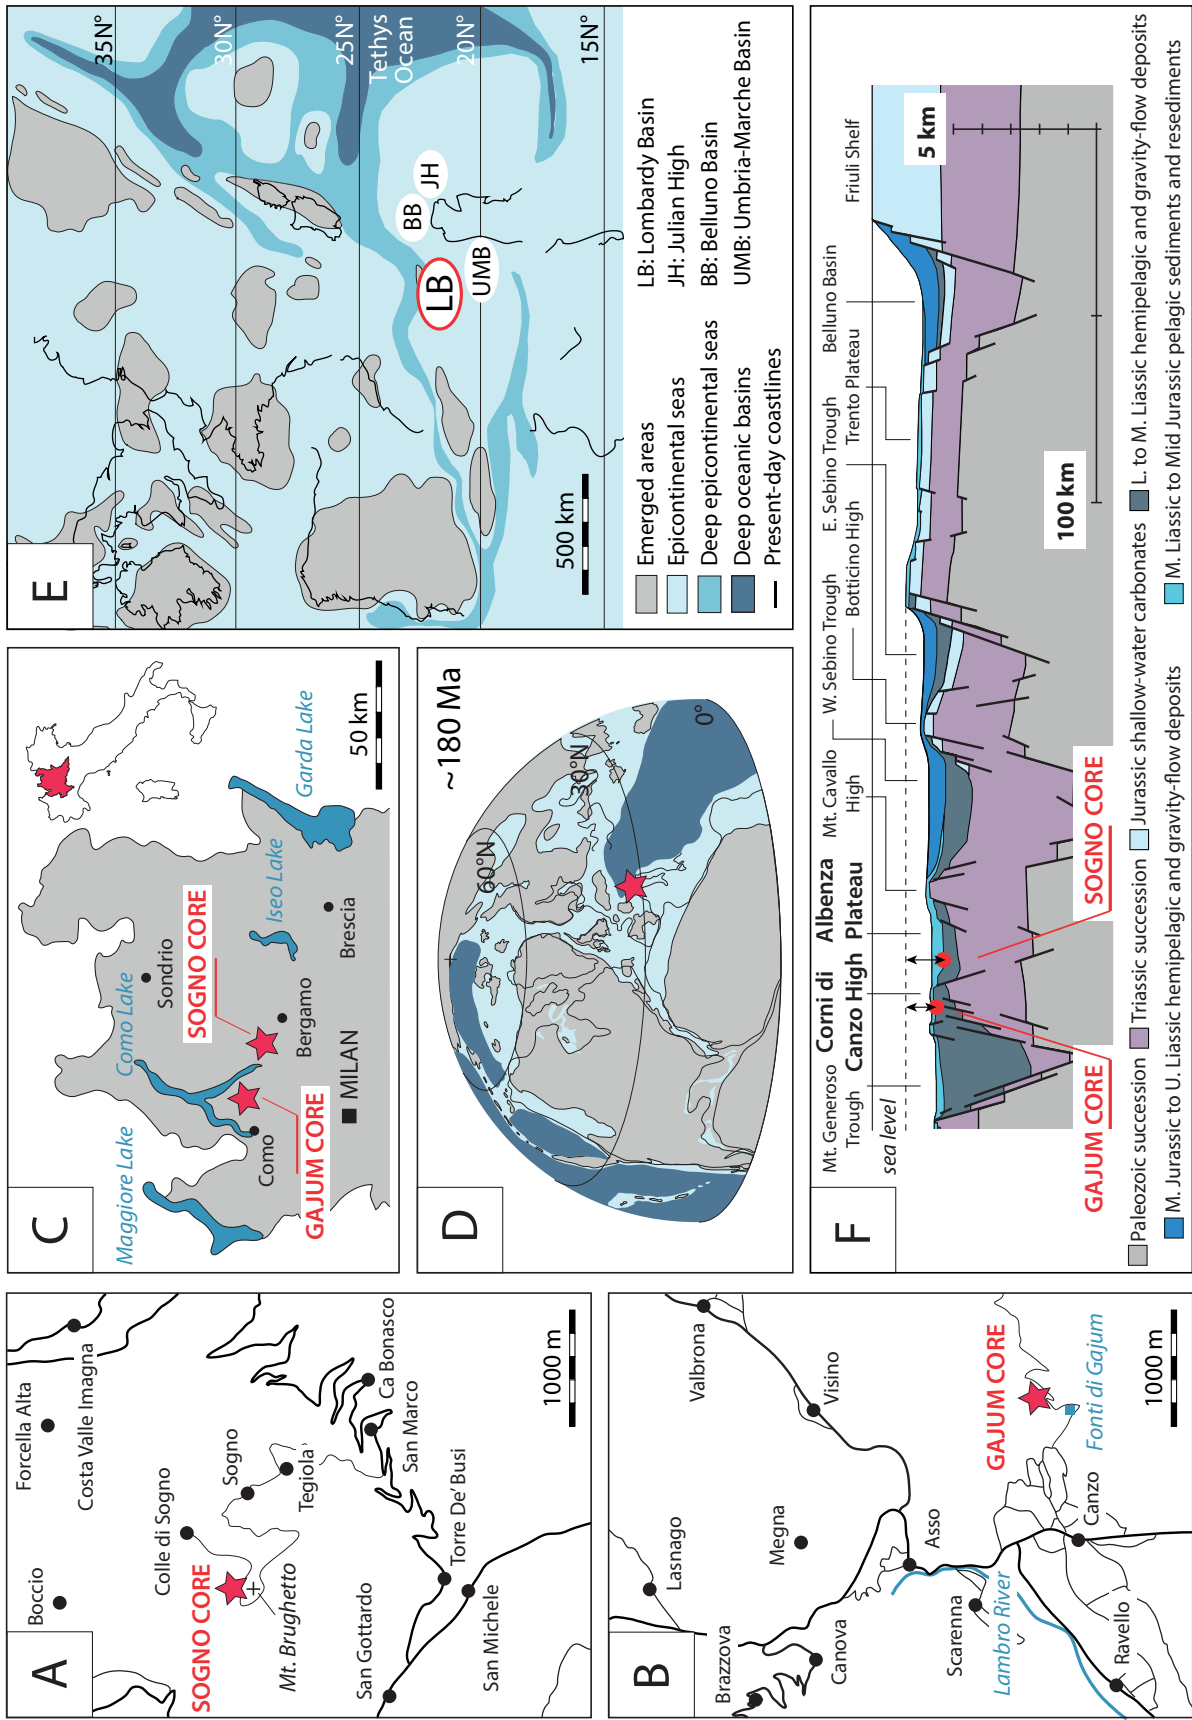 A
Boccio
Forcella Alta
Costa Valle Imagna
Colle di Sogno
SOGNO CORE
Sogno
Tegiola
Mt. Brughetto
Ca Bonasco
San Marco
Torre De' Busi
San Gottardo
San Michele
1000 m
B
Lasnago
Valbrona
Brazzova
Megna
Visino
Canova
Asso
GAJUM CORE
Scarenna
Lambro River
Fonti di Gajum
Canzo
Ravello
1000 m
C
Maggiore Lake
Como Lake
Sondrio
SOGNO CORE
Iseo Lake
Garda Lake
Como
Bergamo
Brescia
GAJUM CORE
MILAN
50 km
D
~180 Ma
60°N
30°N
0°
E
35N°
30N°
25N°
Tethys
Ocean
20N°
15N°
BB
JH
LB
UMB
500 km
Emerged areas
Epicontinental seas
Deep epicontinental seas
Deep oceanic basins
Present-day coastlines
LB: Lombardy Basin
JH: Julian High
BB: Belluno Basin
UMB: Umbria-Marche Basin
F
Mt. Generoso
Trough
Corni di
Canzo High
Albenza
Plateau
Mt. Cavallo
High
W. Sebino Trough
Botticino High
E. Sebino Trough
Trento Plateau
Belluno Basin
Friuli Shelf
sea level
5 km
100 km
GAJUM CORE
SOGNO CORE
Paleozoic succession
Triassic succession
Jurassic shallow-water carbonates
L. to M. Liassic hemipelagic and gravity-flow deposits
M. Jurassic to U. Liassic hemipelagic and gravity-flow deposits
M. Liassic to Mid Jurassic pelagic sediments and resediments